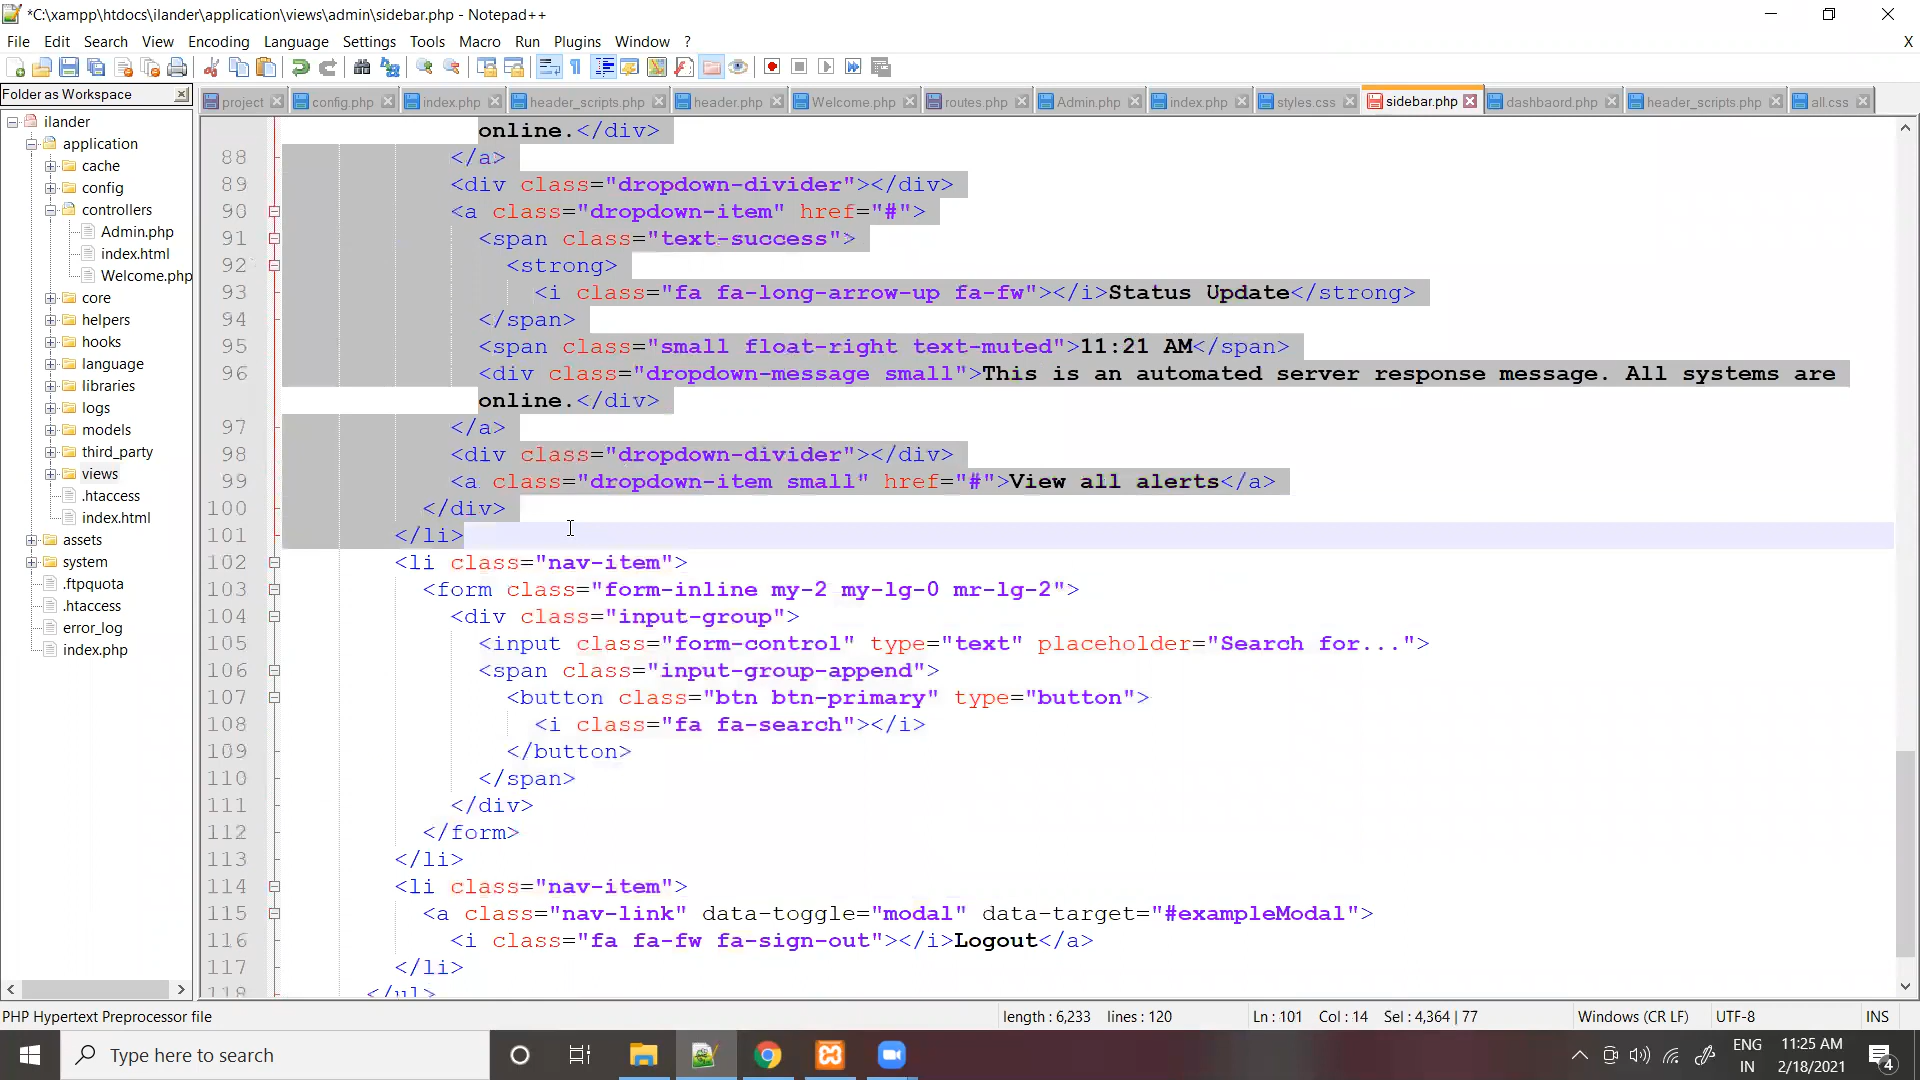 *C:\xampp\htdocs\ilander\application\views\admin\sidebar.php - Notepad++
File Edit Search View Encoding Language Settings Tools Macro Run Plugins Window ? X
Folder as Workspace
project config.php index.php header_scripts.php header.php Welcome.php routes.php Admin.php index.php styles.css sidebar.php dashbaord.php header_scripts.php all.css
ilander
application
cache
config
controllers
Admin.php
index.html
Welcome.php
core
helpers
hooks
language
libraries
logs
models
third_party
views
.htaccess
index.html
assets
system
.ftpquota
.htaccess
error_log
index.php
online.</div>
88 </a>
89 <div class="dropdown-divider"></div>
90 <a class="dropdown-item" href="#">
91 <span class="text-success">
92 <strong>
93 <i class="fa fa-long-arrow-up fa-fw"></i>Status Update</strong>
94 </span>
95 <span class="small float-right text-muted">11:21 AM</span>
96 <div class="dropdown-message small">This is an automated server response message. All systems are
online.</div>
97 </a>
98 <div class="dropdown-divider"></div>
99 <a class="dropdown-item small" href="#">View all alerts</a>
100 </div>
101 </li>
102 <li class="nav-item">
103 <form class="form-inline my-2 my-lg-0 mr-lg-2">
104 <div class="input-group">
105 <input class="form-control" type="text" placeholder="Search for...">
106 <span class="input-group-append">
107 <button class="btn btn-primary" type="button">
108 <i class="fa fa-search"></i>
109 </button>
110 </span>
111 </div>
112 </form>
113 </li>
114 <li class="nav-item">
115 <a class="nav-link" data-toggle="modal" data-target="#exampleModal">
116 <i class="fa fa-fw fa-sign-out"></i>Logout</a>
117 </li>
118 </ul>
PHP Hypertext Preprocessor file length : 6,233 lines : 120 Ln : 101 Col : 14 Sel : 4,364 | 77 Windows (CR LF) UTF-8 INS
Type here to search
ENG
IN
11:25 AM
2/18/2021
4